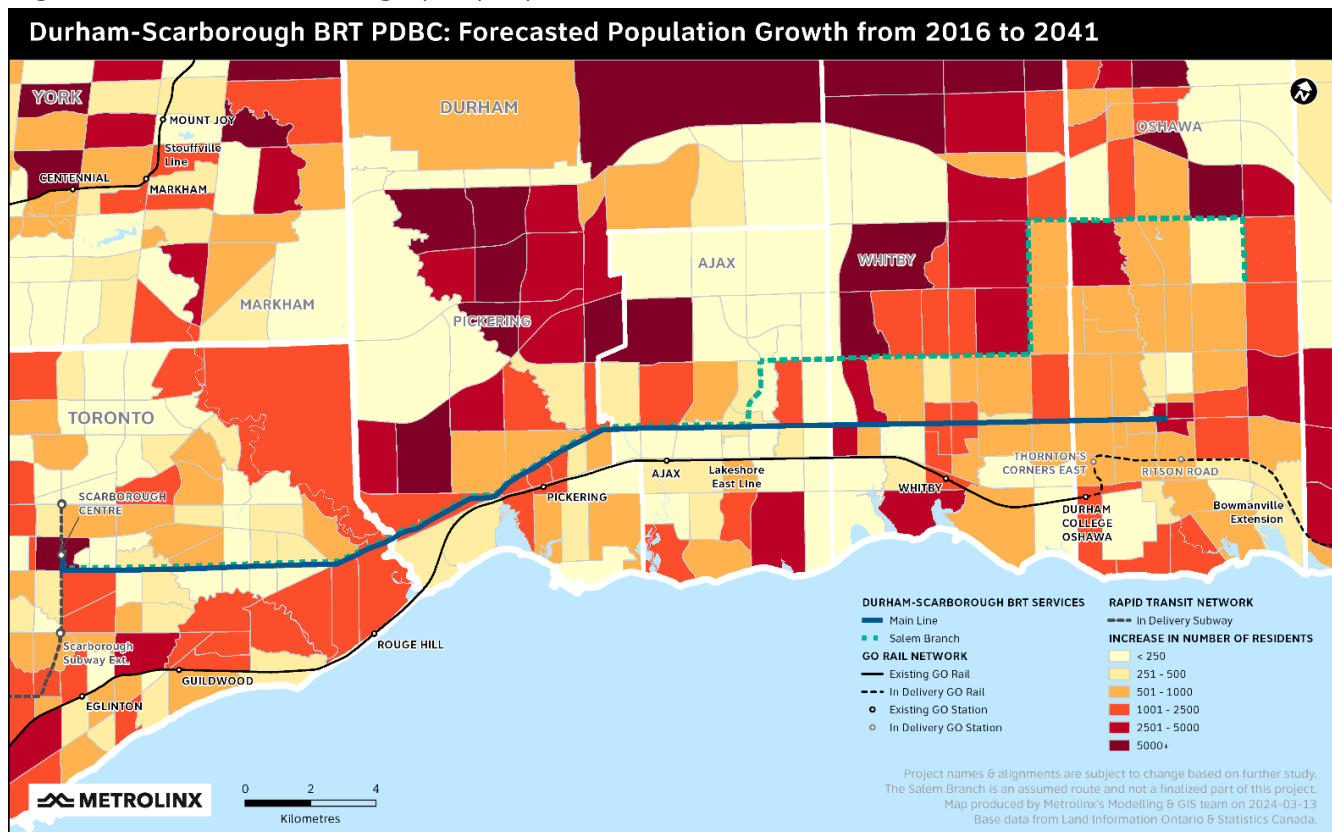 Durham-Scarborough BRT PDBC: Forecasted Population Growth from 2016 to 2041
N
YORK
MOUNT JOY
Stouffville
Line
CENTENNIAL
MARKHAM
DURHAM
OSHAWA
MARKHAM
PICKERING
AJAX
WHITBY
TORONTO
SCARBOROUGH
CENTRE
Scarborough
Subway Ext.
EGLINTON
GUILDWOOD
ROUGE HILL
PICKERING
AJAX
Lakeshore
East Line
WHITBY
THORNTON'S
CORNERS EAST
RITSON ROAD
DURHAM
COLLEGE
OSHAWA
Bowmanville
Extension
DURHAM-SCARBOROUGH BRT SERVICES
Main Line
Salem Branch
GO RAIL NETWORK
Existing GO Rail
In Delivery GO Rail
Existing GO Station
In Delivery GO Station
RAPID TRANSIT NETWORK
In Delivery Subway
INCREASE IN NUMBER OF RESIDENTS
< 250
251 - 500
501 - 1000
1001 - 2500
2501 - 5000
5000+
METROLINX
0 2 4
Kilometres
Project names & alignments are subject to change based on further study.
The Salem Branch is an assumed route and not a finalized part of this project.
Map produced by Metrolinx's Modelling & GIS team on 2024-03-13
Base data from Land Information Ontario & Statistics Canada.